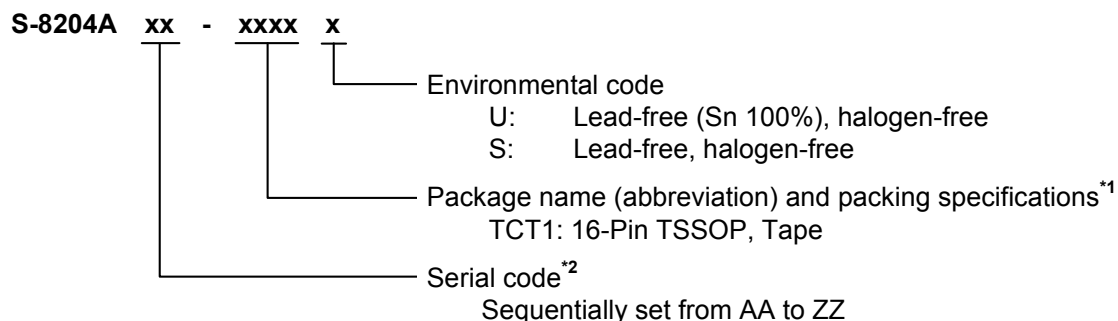 S-8204A xx - xxxx x
Environmental code
U: Lead-free (Sn 100%), halogen-free
S: Lead-free, halogen-free
Package name (abbreviation) and packing specifications*1
TCT1: 16-Pin TSSOP, Tape
Serial code*2
Sequentially set from AA to ZZ